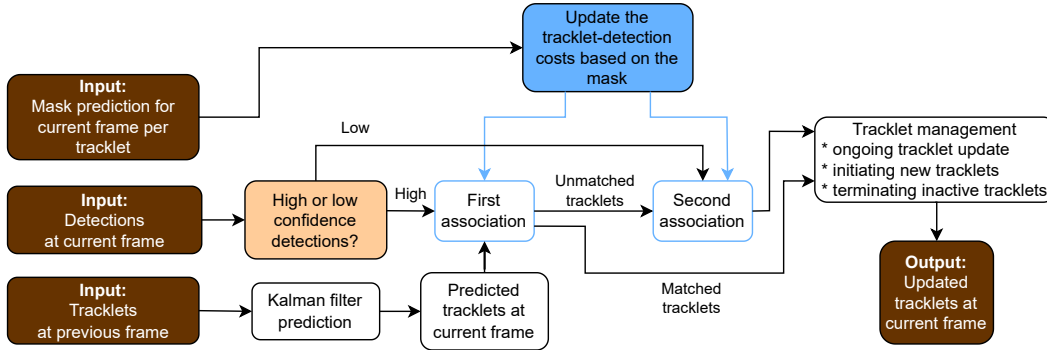 Update the
tracklet-detection
costs based on the
mask
Input:
Mask prediction for
current frame per
tracklet
Low
Tracklet management
* ongoing tracklet update
* initiating new tracklets
* terminating inactive tracklets
Input:
Detections
at current frame
High or low
confidence
detections?
High
First
association
Unmatched
tracklets
Second
association
Matched
tracklets
Input:
Tracklets
at previous frame
Kalman filter
prediction
Predicted
tracklets at
current frame
Output:
Updated
tracklets at
current frame